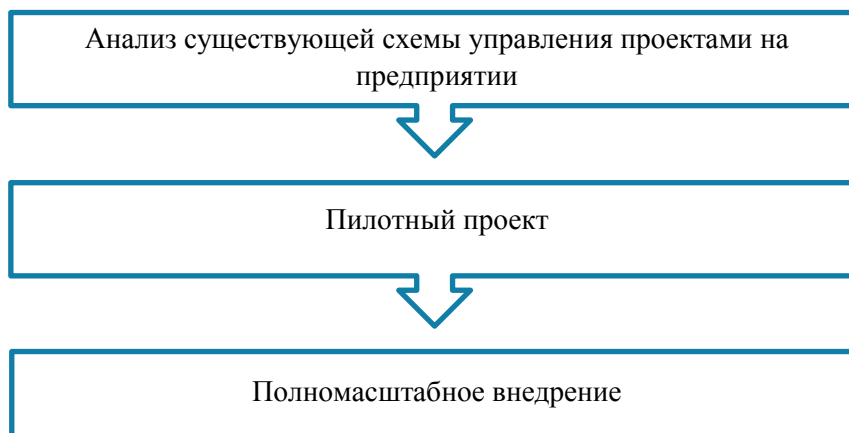 Анализ существующей схемы управления проектами на
предприятии
Пилотный проект
Полномасштабное внедрение